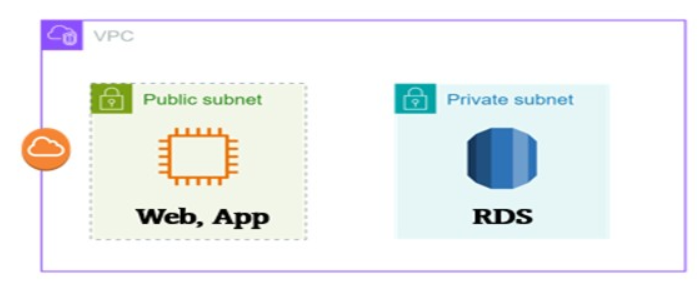 VPC
Public subnet
Private subnet
Web, App
RDS